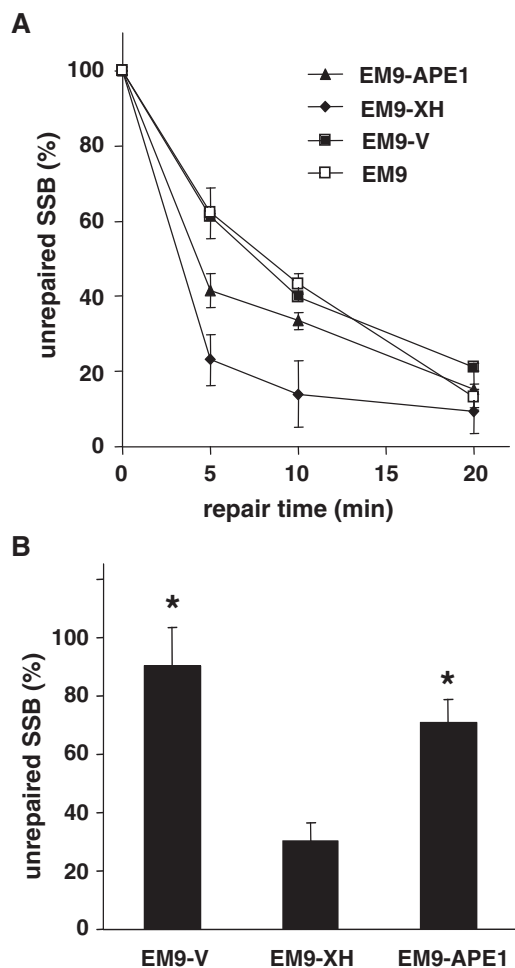 A
unrepaired SSB (%)
100
80
60
40
20
0
EM9-APE1
EM9-XH
EM9-V
EM9
0 5 10 15 20
repair time (min)
B
unrepaired SSB (%)
* *
100
80
60
40
20
0
EM9-V EM9-XH EM9-APE1